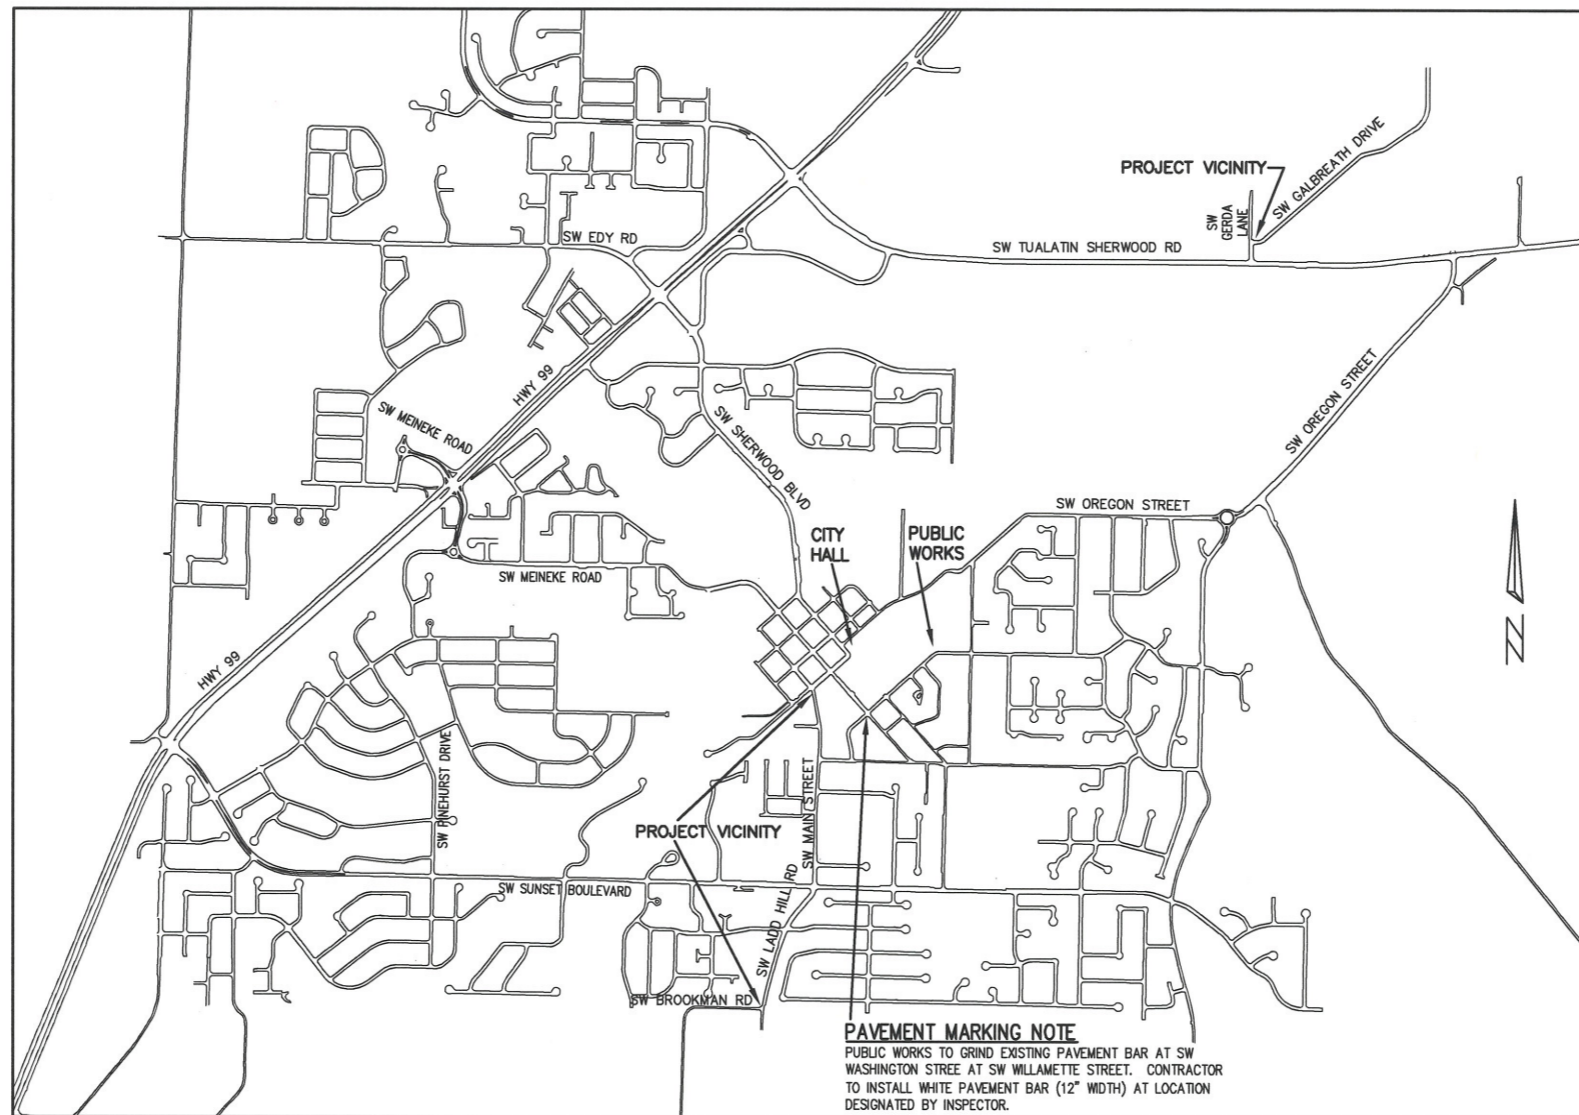 PROJECT VICINITY
SW GALBREATH DRIVE
SW
GERDA
LANE
SW EDY RD
SW TUALATIN SHERWOOD RD
HWY 99
SW MEINEKE ROAD
SW SHERWOOD BLVD
SW OREGON STREET
SW OREGON STREET
CITY
HALL
PUBLIC
WORKS
SW MEINEKE ROAD
HWY 99
N
SW PINEHURST DRIVE
SW MAIN STREET
PROJECT VICINITY
SW SUNSET BOULEVARD
SW LADD HILL RD
SW BROOKMAN RD
PAVEMENT MARKING NOTE
PUBLIC WORKS TO GRIND EXISTING PAVEMENT BAR AT SW
WASHINGTON STREE AT SW WILLAMETTE STREET. CONTRACTOR
TO INSTALL WHITE PAVEMENT BAR (12" WIDTH) AT LOCATION
DESIGNATED BY INSPECTOR.